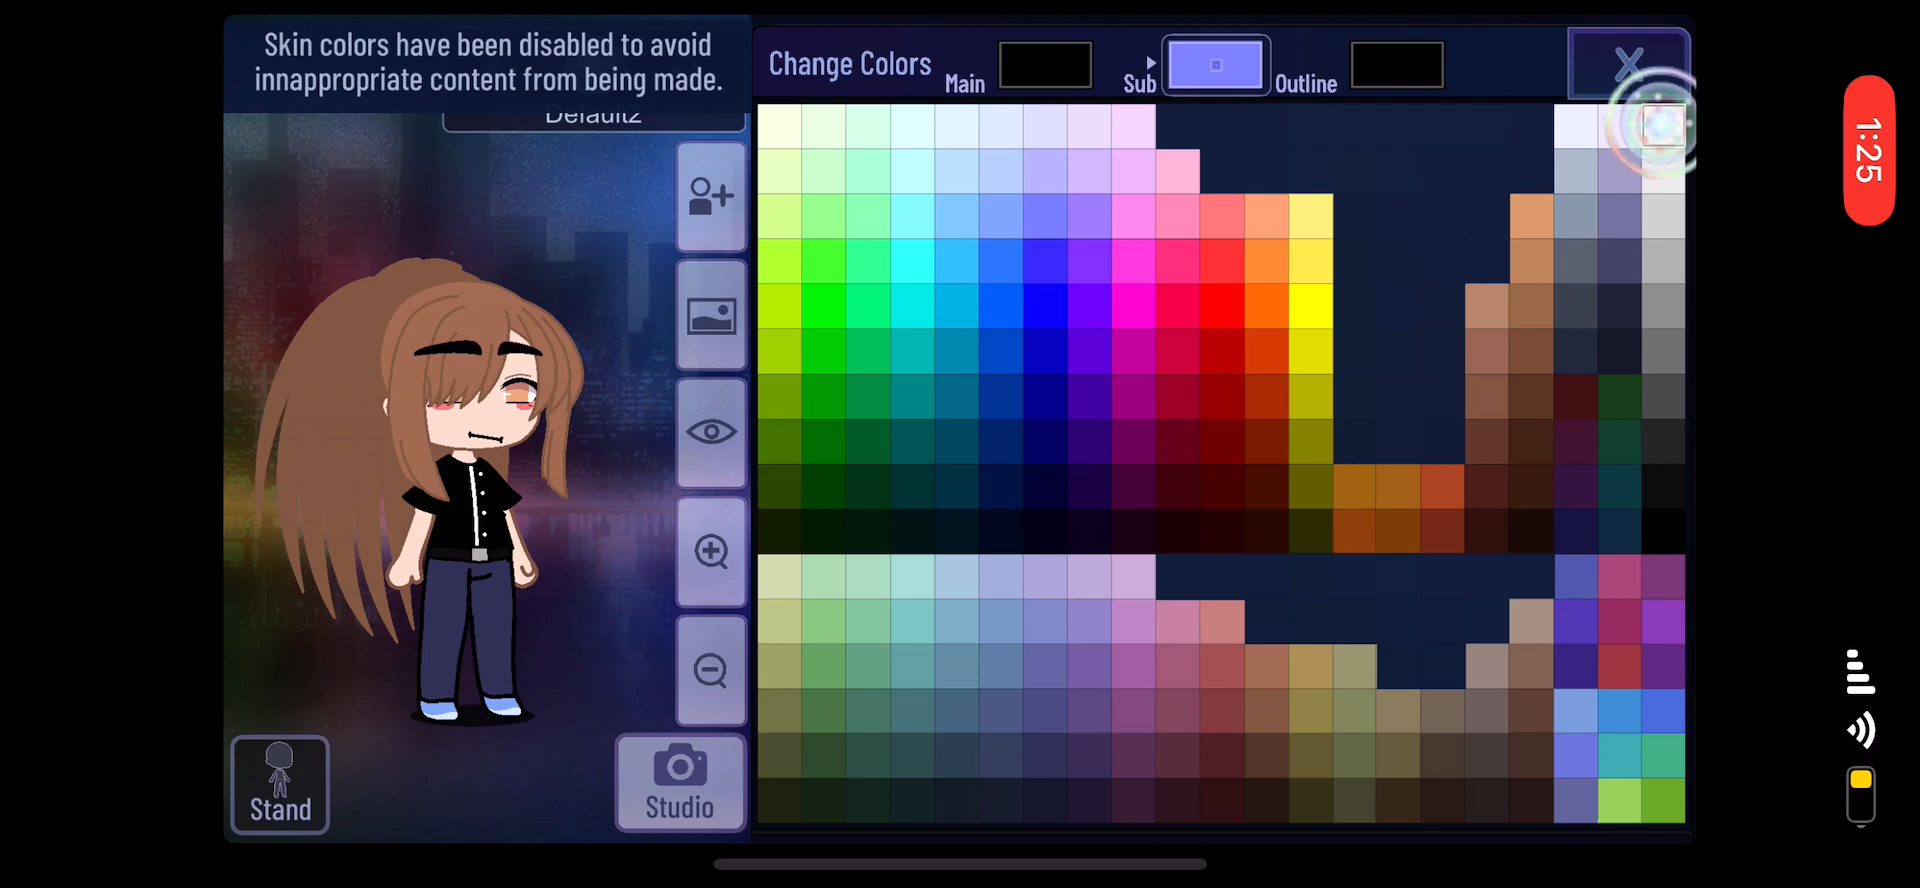 Skin colors have been disabled to avoid
innappropriate content from being made.
Default2
Change Colors
Main
Sub
Outline
X
1:25
Stand
Studio